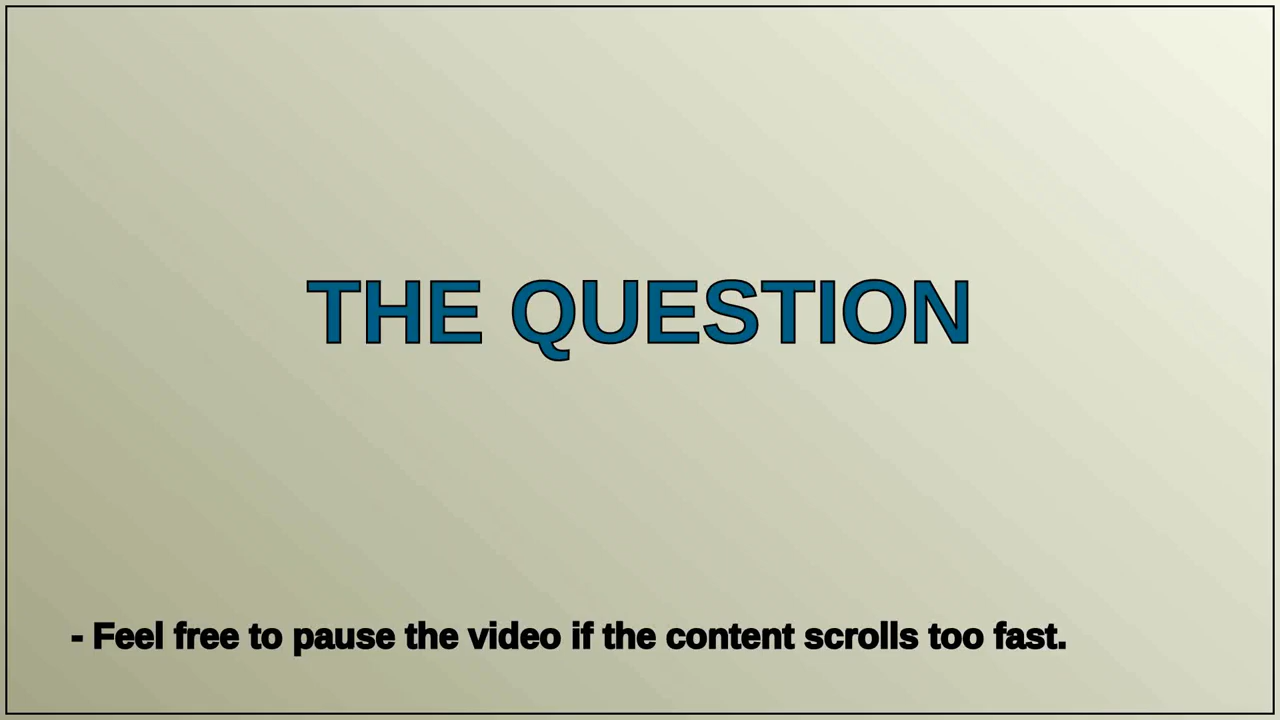 THE QUESTION
- Feel free to pause the video if the content scrolls too fast.